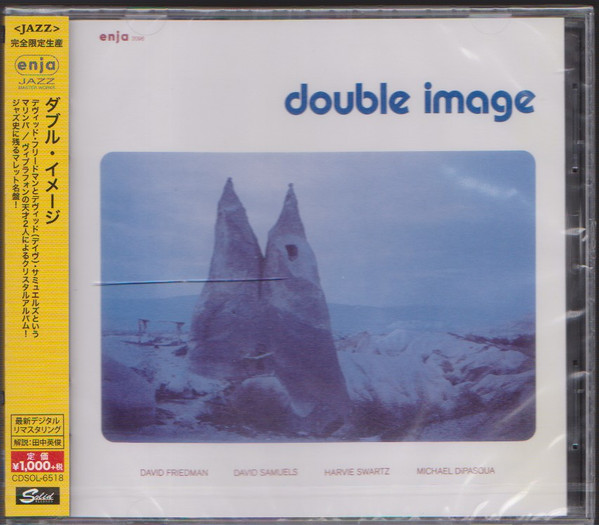 <JAZZ>
完全限定生産
enja
JAZZ
MASTER WORKS
ダブル・イメージ
デヴィッド・フリードマンとデヴィッド(デイヴ)・サミュエルズという
マリンバ/ヴィブラフォンの天才2人によるクリスタルアルバム!
ジャズ史に残るマレット名盤!
最新デジタル
リマスタリング
解説:田中英俊
定価
¥1,000+税
CDSOL-6518
Solid
RECORDS
enja 2096
double image
DAVID FRIEDMAN DAVID SAMUELS HARVIE SWARTZ MICHAEL DiPASQUA